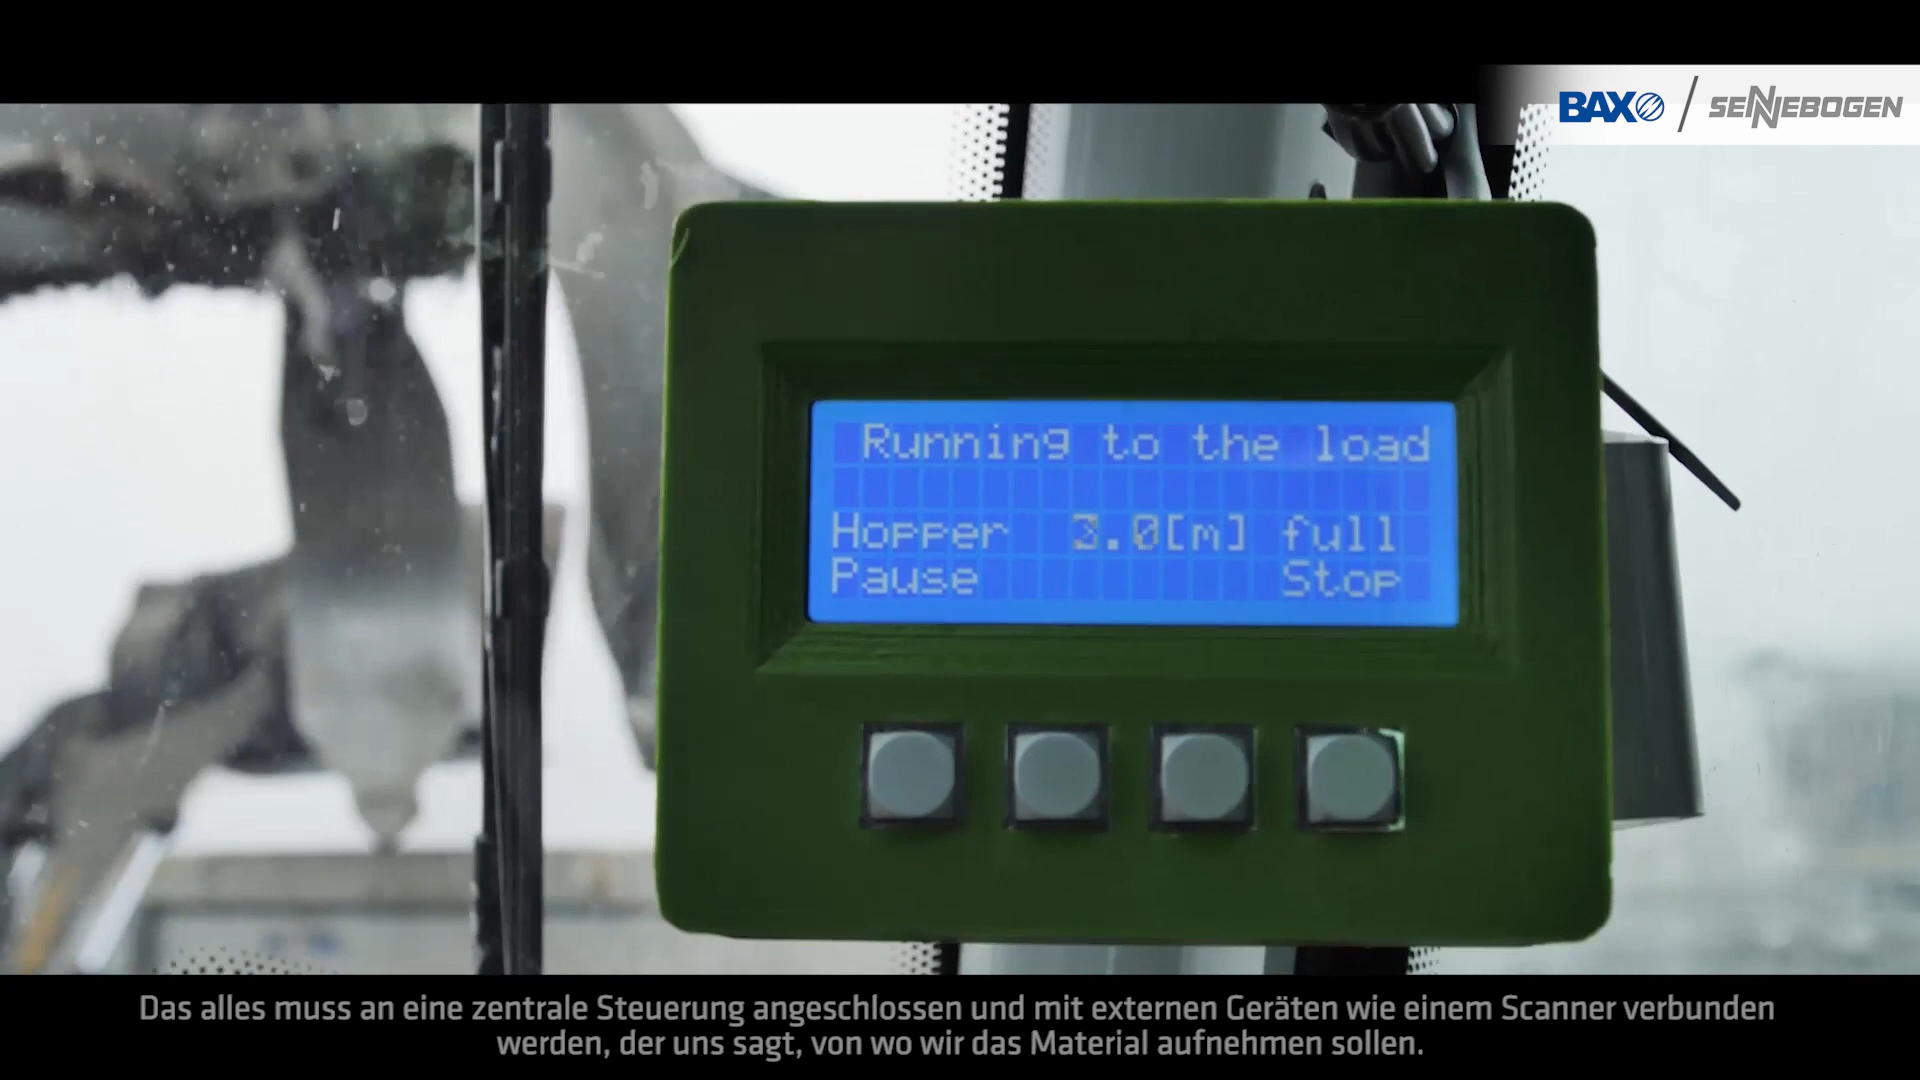 BAX / SENNEBOGEN
Running to the load
Hopper 3.0[m] full
Pause Stop
Das alles muss an eine zentrale Steuerung angeschlossen und mit externen Geräten wie einem Scanner verbunden
werden, der uns sagt, von wo wir das Material aufnehmen sollen.